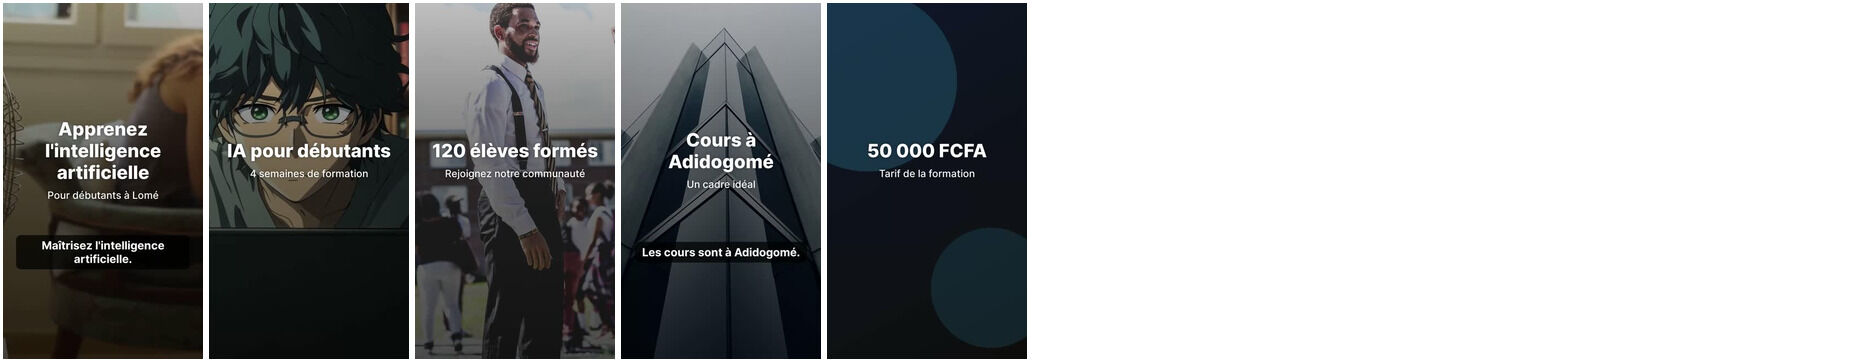 Apprenez
l'intelligence
artificielle
Pour débutants à Lomé
Maîtrisez l'intelligence
artificielle.
IA pour débutants
4 semaines de formation
120 élèves formés
Rejoignez notre communauté
Cours à
Adidogomé
Un cadre idéal
Les cours sont à Adidogomé.
50 000 FCFA
Tarif de la formation